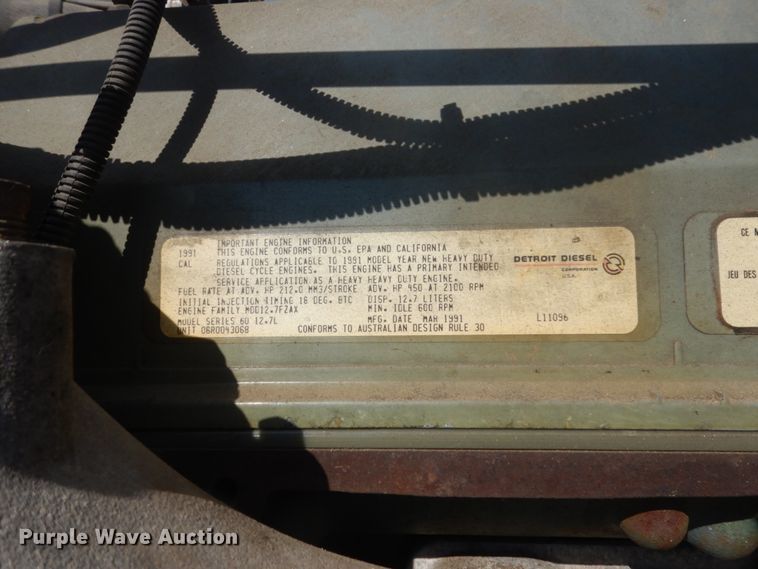 IMPORTANT ENGINE INFORMATION
1991 THIS ENGINE CONFORMS TO U.S. EPA AND CALIFORNIA
CAL REGULATIONS APPLICABLE TO 1991 MODEL YEAR NEW HEAVY DUTY
DIESEL CYCLE ENGINES. THIS ENGINE HAS A PRIMARY INTENDED
SERVICE APPLICATION AS A HEAVY HEAVY DUTY ENGINE.
FUEL RATE AT ADV. HP 212.0 MM3/STROKE. ADV. HP 450 AT 2100 RPM
INITIAL INJECTION TIMING 18 DEG. BTC DISP. 12.7 LITERS
ENGINE FAMILY MDD12.7FZAX MIN. IDLE 600 RPM
MODEL SERIES 60 12.7L MFG. DATE MAR 1991 L11096
UNIT 06R0043068 CONFORMS TO AUSTRALIAN DESIGN RULE 30
DETROIT DIESEL
CORPORATION
U.S.A.
CE M
JEU DES
Purple Wave Auction